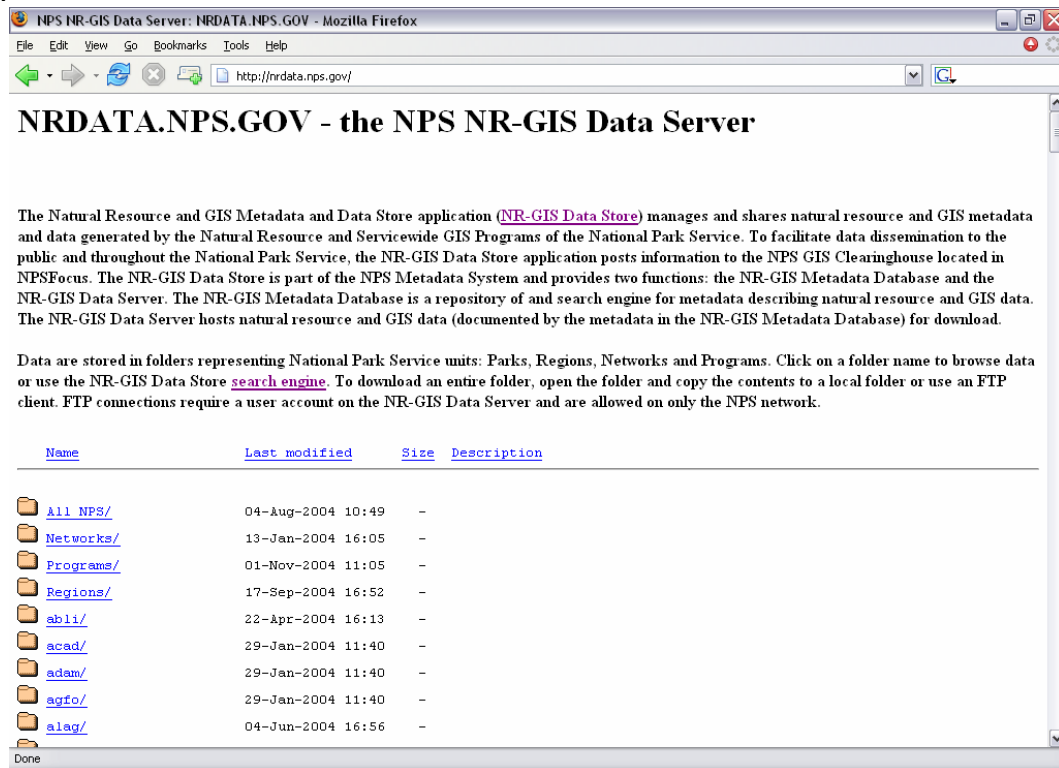 NPS NR-GIS Data Server: NRDATA.NPS.GOV - Mozilla Firefox
File Edit View Go Bookmarks Tools Help
http://nrdata.nps.gov/
NRDATA.NPS.GOV - the NPS NR-GIS Data Server
The Natural Resource and GIS Metadata and Data Store application (NR-GIS Data Store) manages and shares natural resource and GIS metadata
and data generated by the Natural Resource and Servicewide GIS Programs of the National Park Service. To facilitate data dissemination to the
public and throughout the National Park Service, the NR-GIS Data Store application posts information to the NPS GIS Clearinghouse located in
NPSFocus. The NR-GIS Data Store is part of the NPS Metadata System and provides two functions: the NR-GIS Metadata Database and the
NR-GIS Data Server. The NR-GIS Metadata Database is a repository of and search engine for metadata describing natural resource and GIS data.
The NR-GIS Data Server hosts natural resource and GIS data (documented by the metadata in the NR-GIS Metadata Database) for download.
Data are stored in folders representing National Park Service units: Parks, Regions, Networks and Programs. Click on a folder name to browse data
or use the NR-GIS Data Store search engine. To download an entire folder, open the folder and copy the contents to a local folder or use an FTP
client. FTP connections require a user account on the NR-GIS Data Server and are allowed on only the NPS network.
Name Last modified Size Description
All NPS/ 04-Aug-2004 10:49 -
Networks/ 13-Jan-2004 16:05 -
Programs/ 01-Nov-2004 11:05 -
Regions/ 17-Sep-2004 16:52 -
abli/ 22-Apr-2004 16:13 -
acad/ 29-Jan-2004 11:40 -
adam/ 29-Jan-2004 11:40 -
agfo/ 29-Jan-2004 11:40 -
alag/ 04-Jun-2004 16:56 -
Done